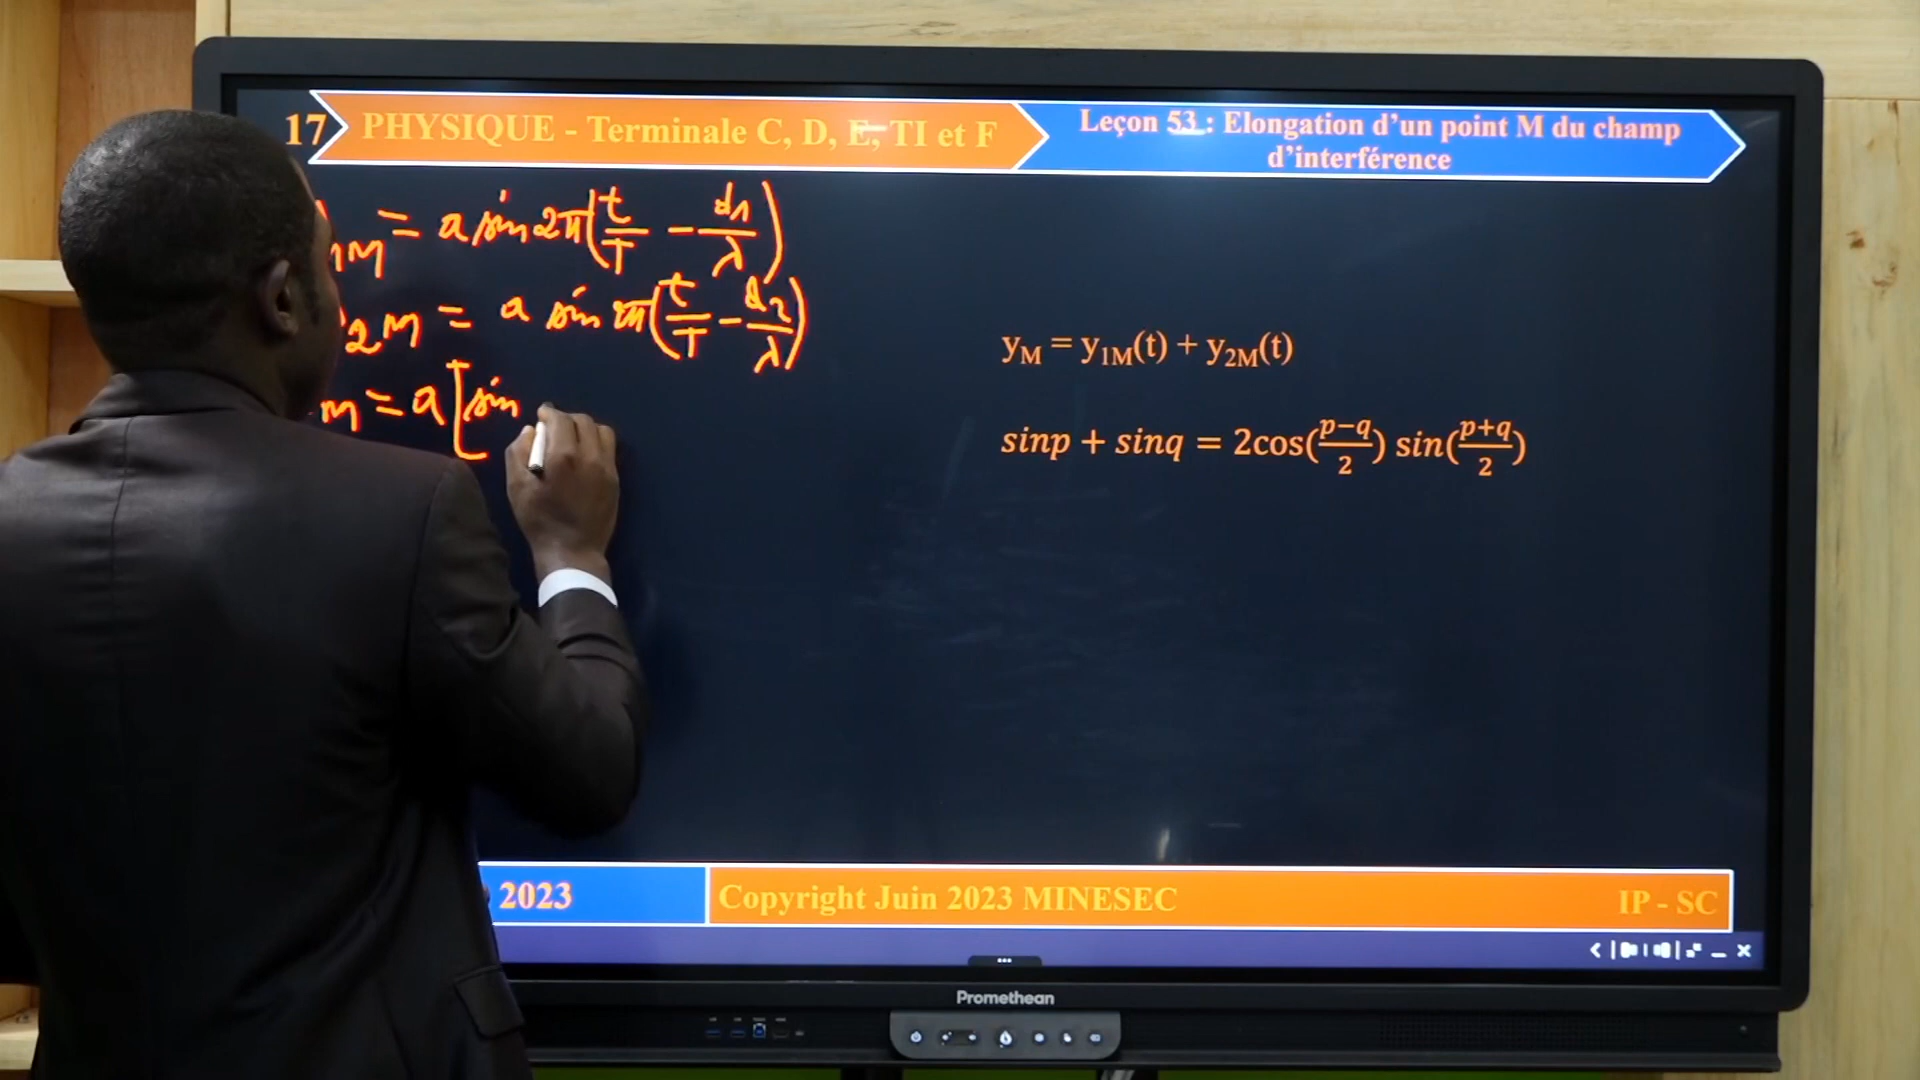 17 PHYSIQUE - Terminale C, D, E, TI et F
Leçon 53 : Elongation d'un point M du champ
d'interférence
1M = a sin 2π(t/T - d1/λ)
2M = a sin 2π(t/T - d2/λ)
M = a[sin
yM = y1M(t) + y2M(t)
sinp + sinq = 2cos(p-q/2) sin(p+q/2)
2023
Copyright Juin 2023 MINESEC
IP - SC
Promethean